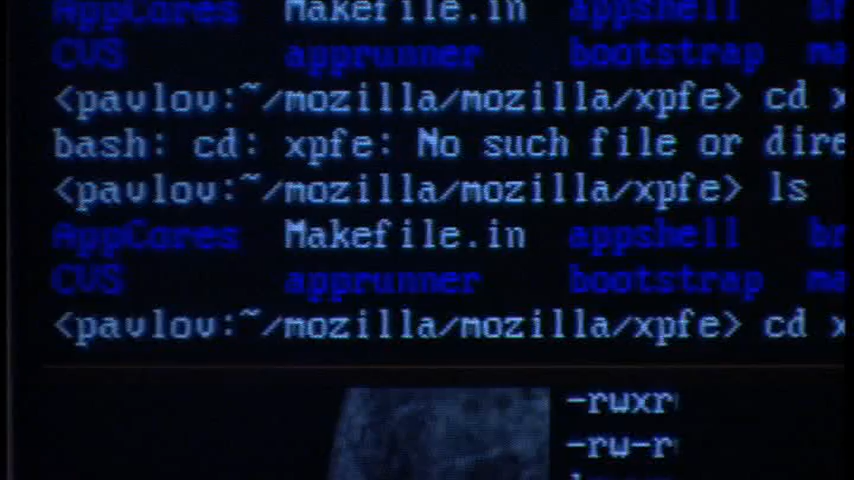 AppCores Makefile.in appshell
CVS apprunner bootstrap
<pavlov:~/mozilla/mozilla/xpfe> cd
bash: cd: xpfe: No such file or dire
<pavlov:~/mozilla/mozilla/xpfe> ls
AppCores Makefile.in appshell
CVS apprunner bootstrap
<pavlov:~/mozilla/mozilla/xpfe> cd
-rwxr
-rw-r